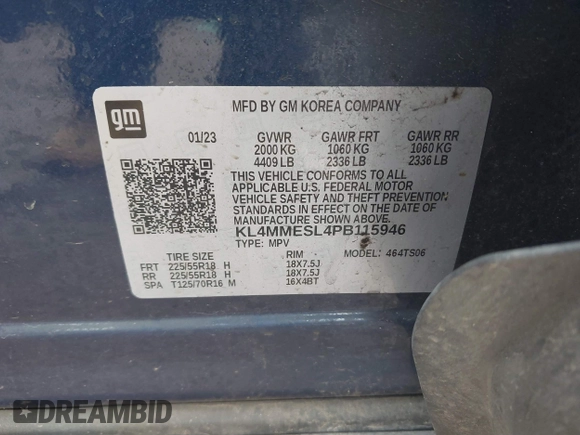 gm
MFD BY GM KOREA COMPANY
01/23 GVWR GAWR FRT GAWR RR
2000 KG 1060 KG 1060 KG
4409 LB 2336 LB 2336 LB
THIS VEHICLE CONFORMS TO ALL
APPLICABLE U.S. FEDERAL MOTOR
VEHICLE SAFETY AND THEFT PREVENTION
STANDARDS IN EFFECT ON THE DATE OF
MANUFACTURE SHOWN ABOVE.
KL4MMESL4PB115946
TYPE: MPV MODEL: 464TS06
TIRE SIZE RIM
FRT 225/55R18 H 18X7.5J
RR 225/55R18 H 18X7.5J
SPA T125/70R16 M 16X4BT
DREAMBID